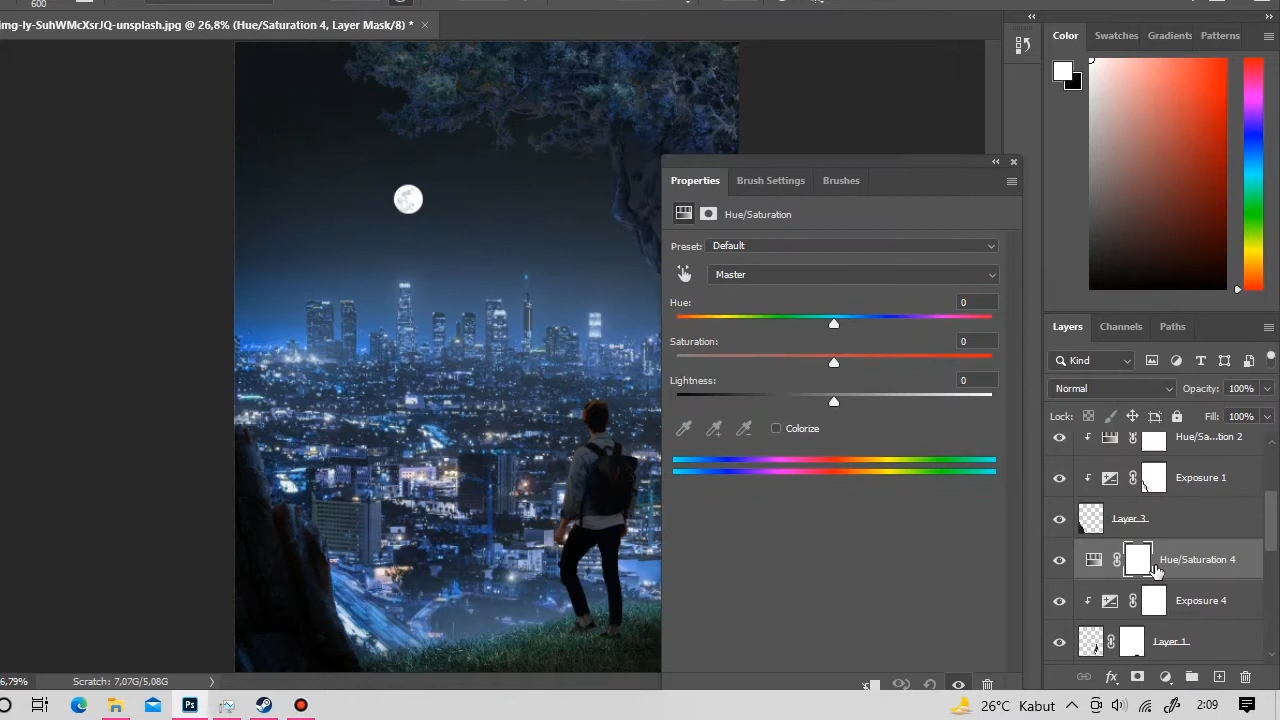 600
mg-ly-SuhWMcXsrJQ-unsplash.jpg @ 26,8% (Hue/Saturation 4, Layer Mask/8) * ×
Color Swatches Gradients Patterns
Properties Brush Settings Brushes
Hue/Saturation
Preset: Default
Master
Hue: 0
Saturation: 0
Lightness: 0
Colorize
Layers Channels Paths
Kind
Normal Opacity: 100%
Lock: Fill: 100%
Hue/Sa...tion 2
Exposure 1
Layer 3
Hue/Saturation 4
Exposure 4
Layer 1
6,79% Scratch: 7,07G/5,08G
Ps 26°C Kabut 2:09